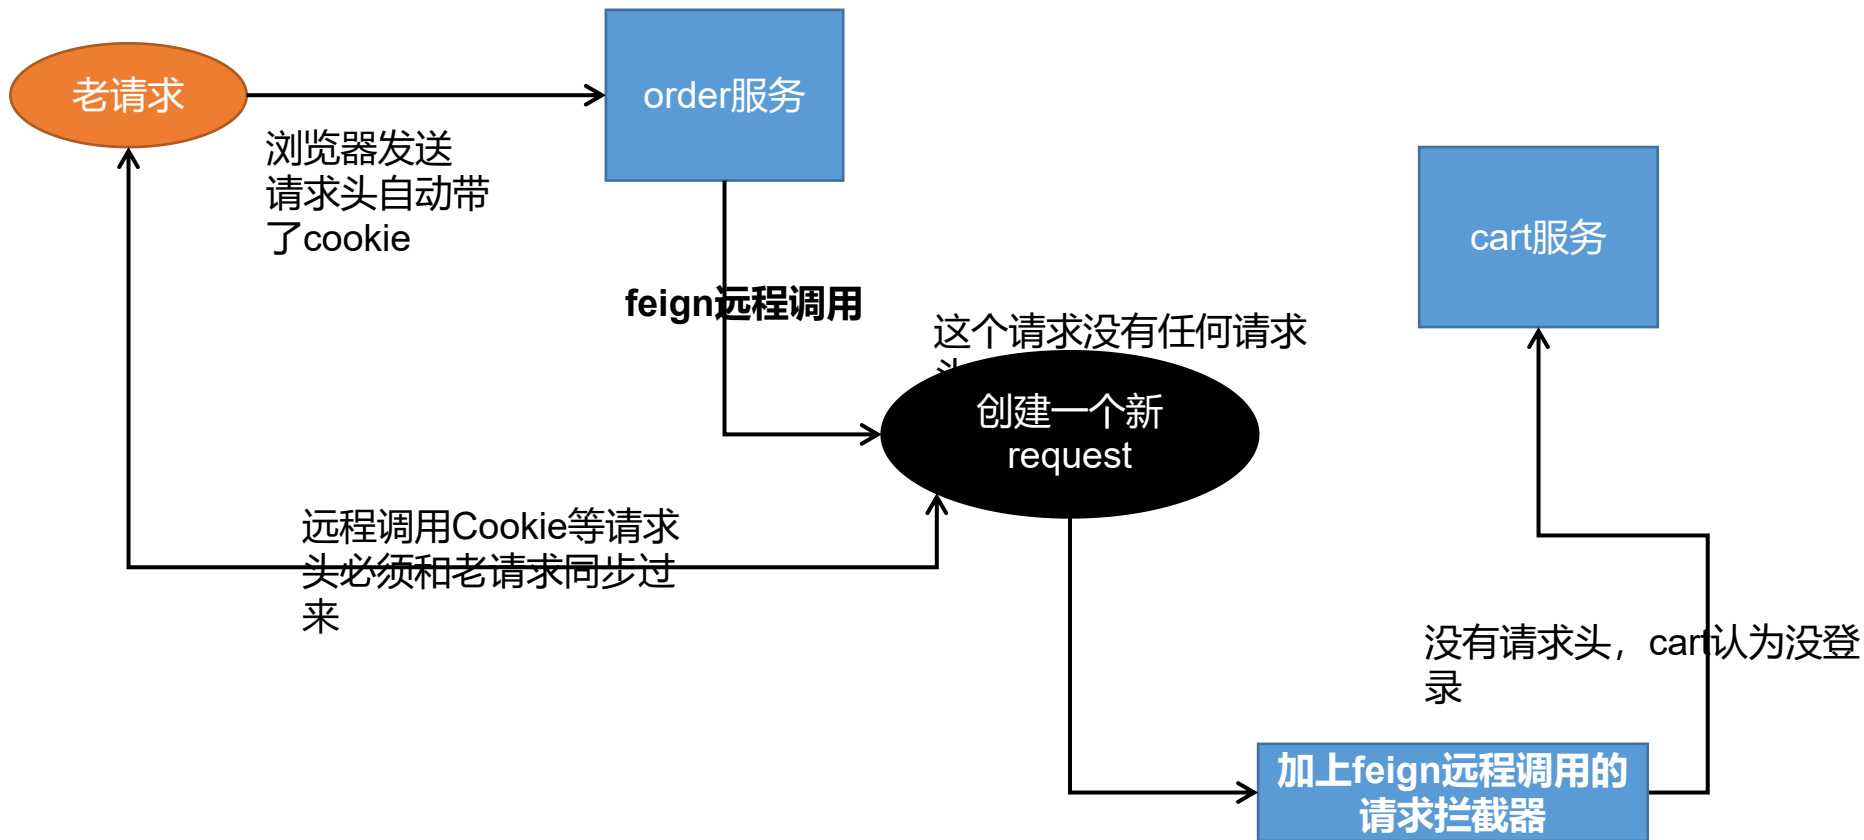 老请求
order服务
浏览器发送
请求头自动带
了cookie
cart服务
feign远程调用
这个请求没有任何请求
创建一个新
request
远程调用Cookie等请求
头必须和老请求同步过
来
没有请求头，cart认为没登
录
加上feign远程调用的
请求拦截器